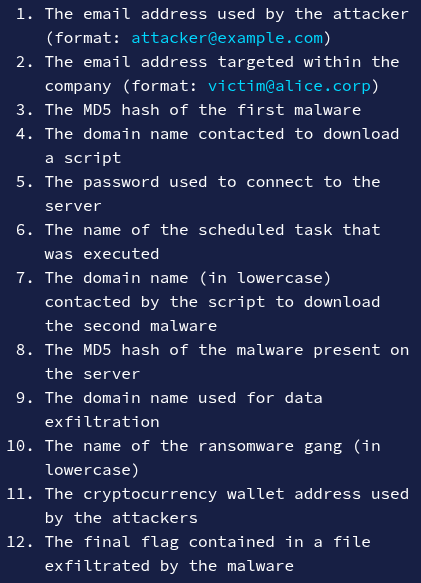 1. The email address used by the attacker
(format: attacker@example.com)
2. The email address targeted within the
company (format: victim@alice.corp)
3. The MD5 hash of the first malware
4. The domain name contacted to download
a script
5. The password used to connect to the
server
6. The name of the scheduled task that
was executed
7. The domain name (in lowercase)
contacted by the script to download
the second malware
8. The MD5 hash of the malware present on
the server
9. The domain name used for data
exfiltration
10. The name of the ransomware gang (in
lowercase)
11. The cryptocurrency wallet address used
by the attackers
12. The final flag contained in a file
exfiltrated by the malware